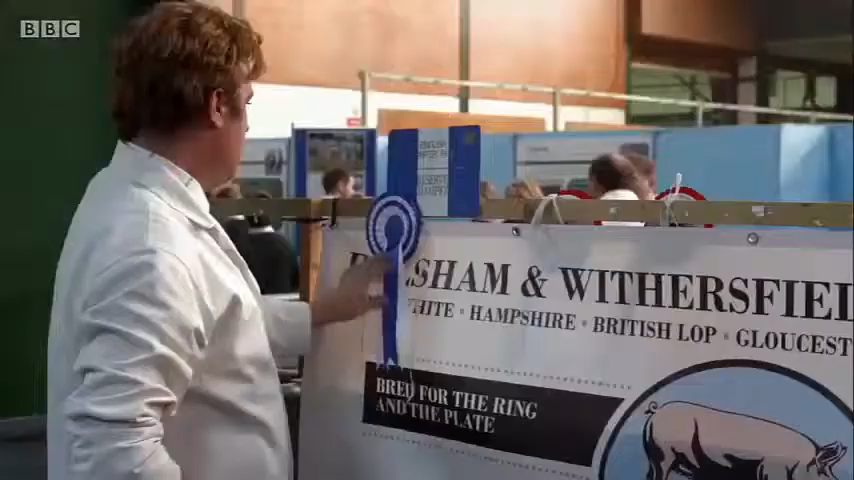 BBC
SHAM & WITHERSFIEL
HITE • HAMPSHIRE • BRITISH LOP • GLOUCEST
BRED FOR THE RING
AND THE PLATE